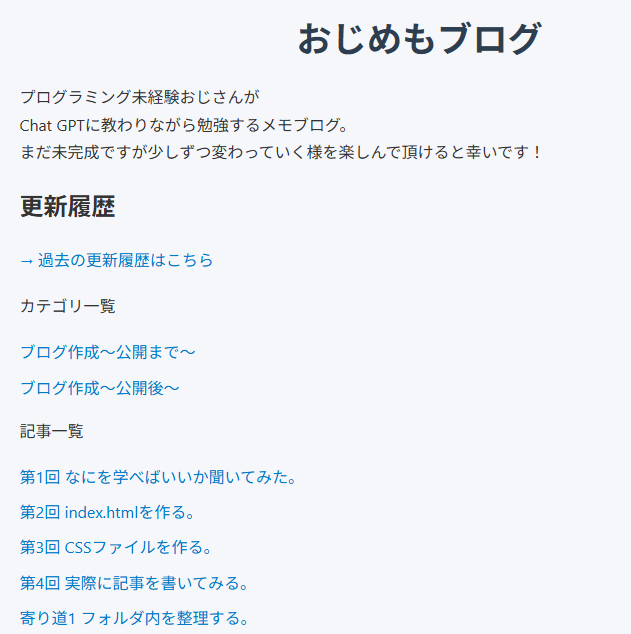 おじめもブログ
プログラミング未経験おじさんが
Chat GPTに教わりながら勉強するメモブログ。
まだ未完成ですが少しずつ変わっていく様を楽しんで頂けると幸いです！
更新履歴
→ 過去の更新履歴はこちら
カテゴリ一覧
ブログ作成～公開まで～
ブログ作成～公開後～
記事一覧
第1回 なにを学べばいいか聞いてみた。
第2回 index.htmlを作る。
第3回 CSSファイルを作る。
第4回 実際に記事を書いてみる。
寄り道1 フォルダ内を整理する。